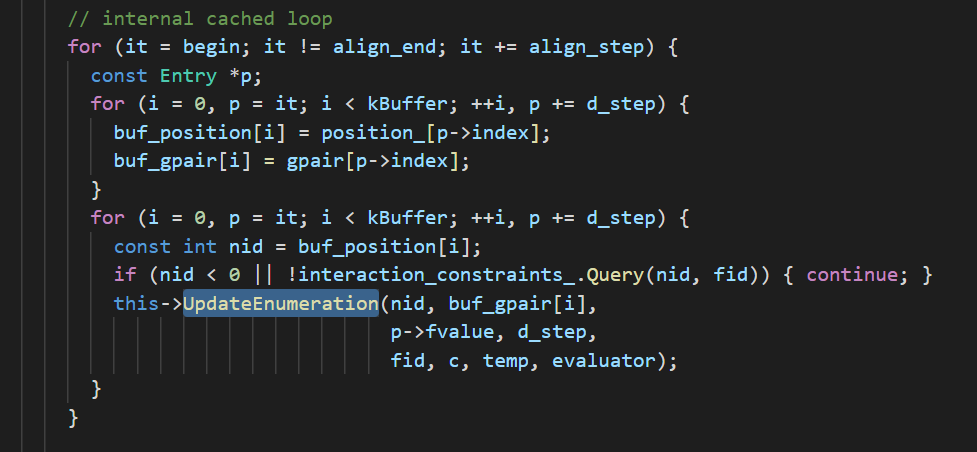 // internal cached loop
for (it = begin; it != align_end; it += align_step) {
const Entry *p;
for (i = 0, p = it; i < kBuffer; ++i, p += d_step) {
buf_position[i] = position_[p->index];
buf_gpair[i] = gpair[p->index];
}
for (i = 0, p = it; i < kBuffer; ++i, p += d_step) {
const int nid = buf_position[i];
if (nid < 0 || !interaction_constraints_.Query(nid, fid)) { continue; }
this->UpdateEnumeration(nid, buf_gpair[i],
p->fvalue, d_step,
fid, c, temp, evaluator);
}
}